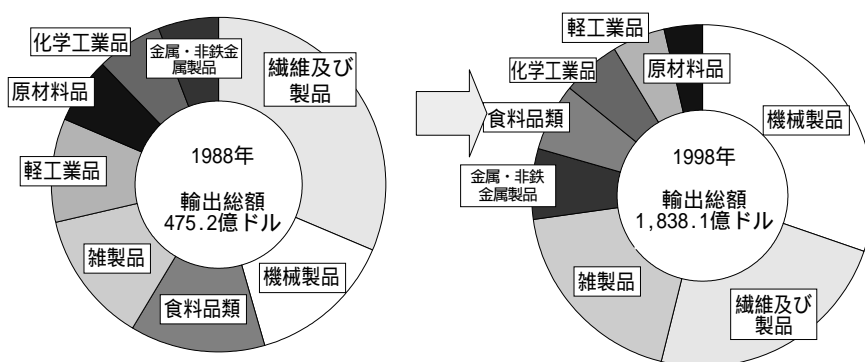 繊維及び
製品
機械製品
食料品類
雑製品
軽工業品
原材料品
化学工業品
金属・非鉄金
属製品
1988年
輸出総額
475.2億ドル
機械製品
繊維及び
製品
雑製品
金属・非鉄
金属製品
食料品類
化学工業品
軽工業品
原材料品
1998年
輸出総額
1,838.1億ドル